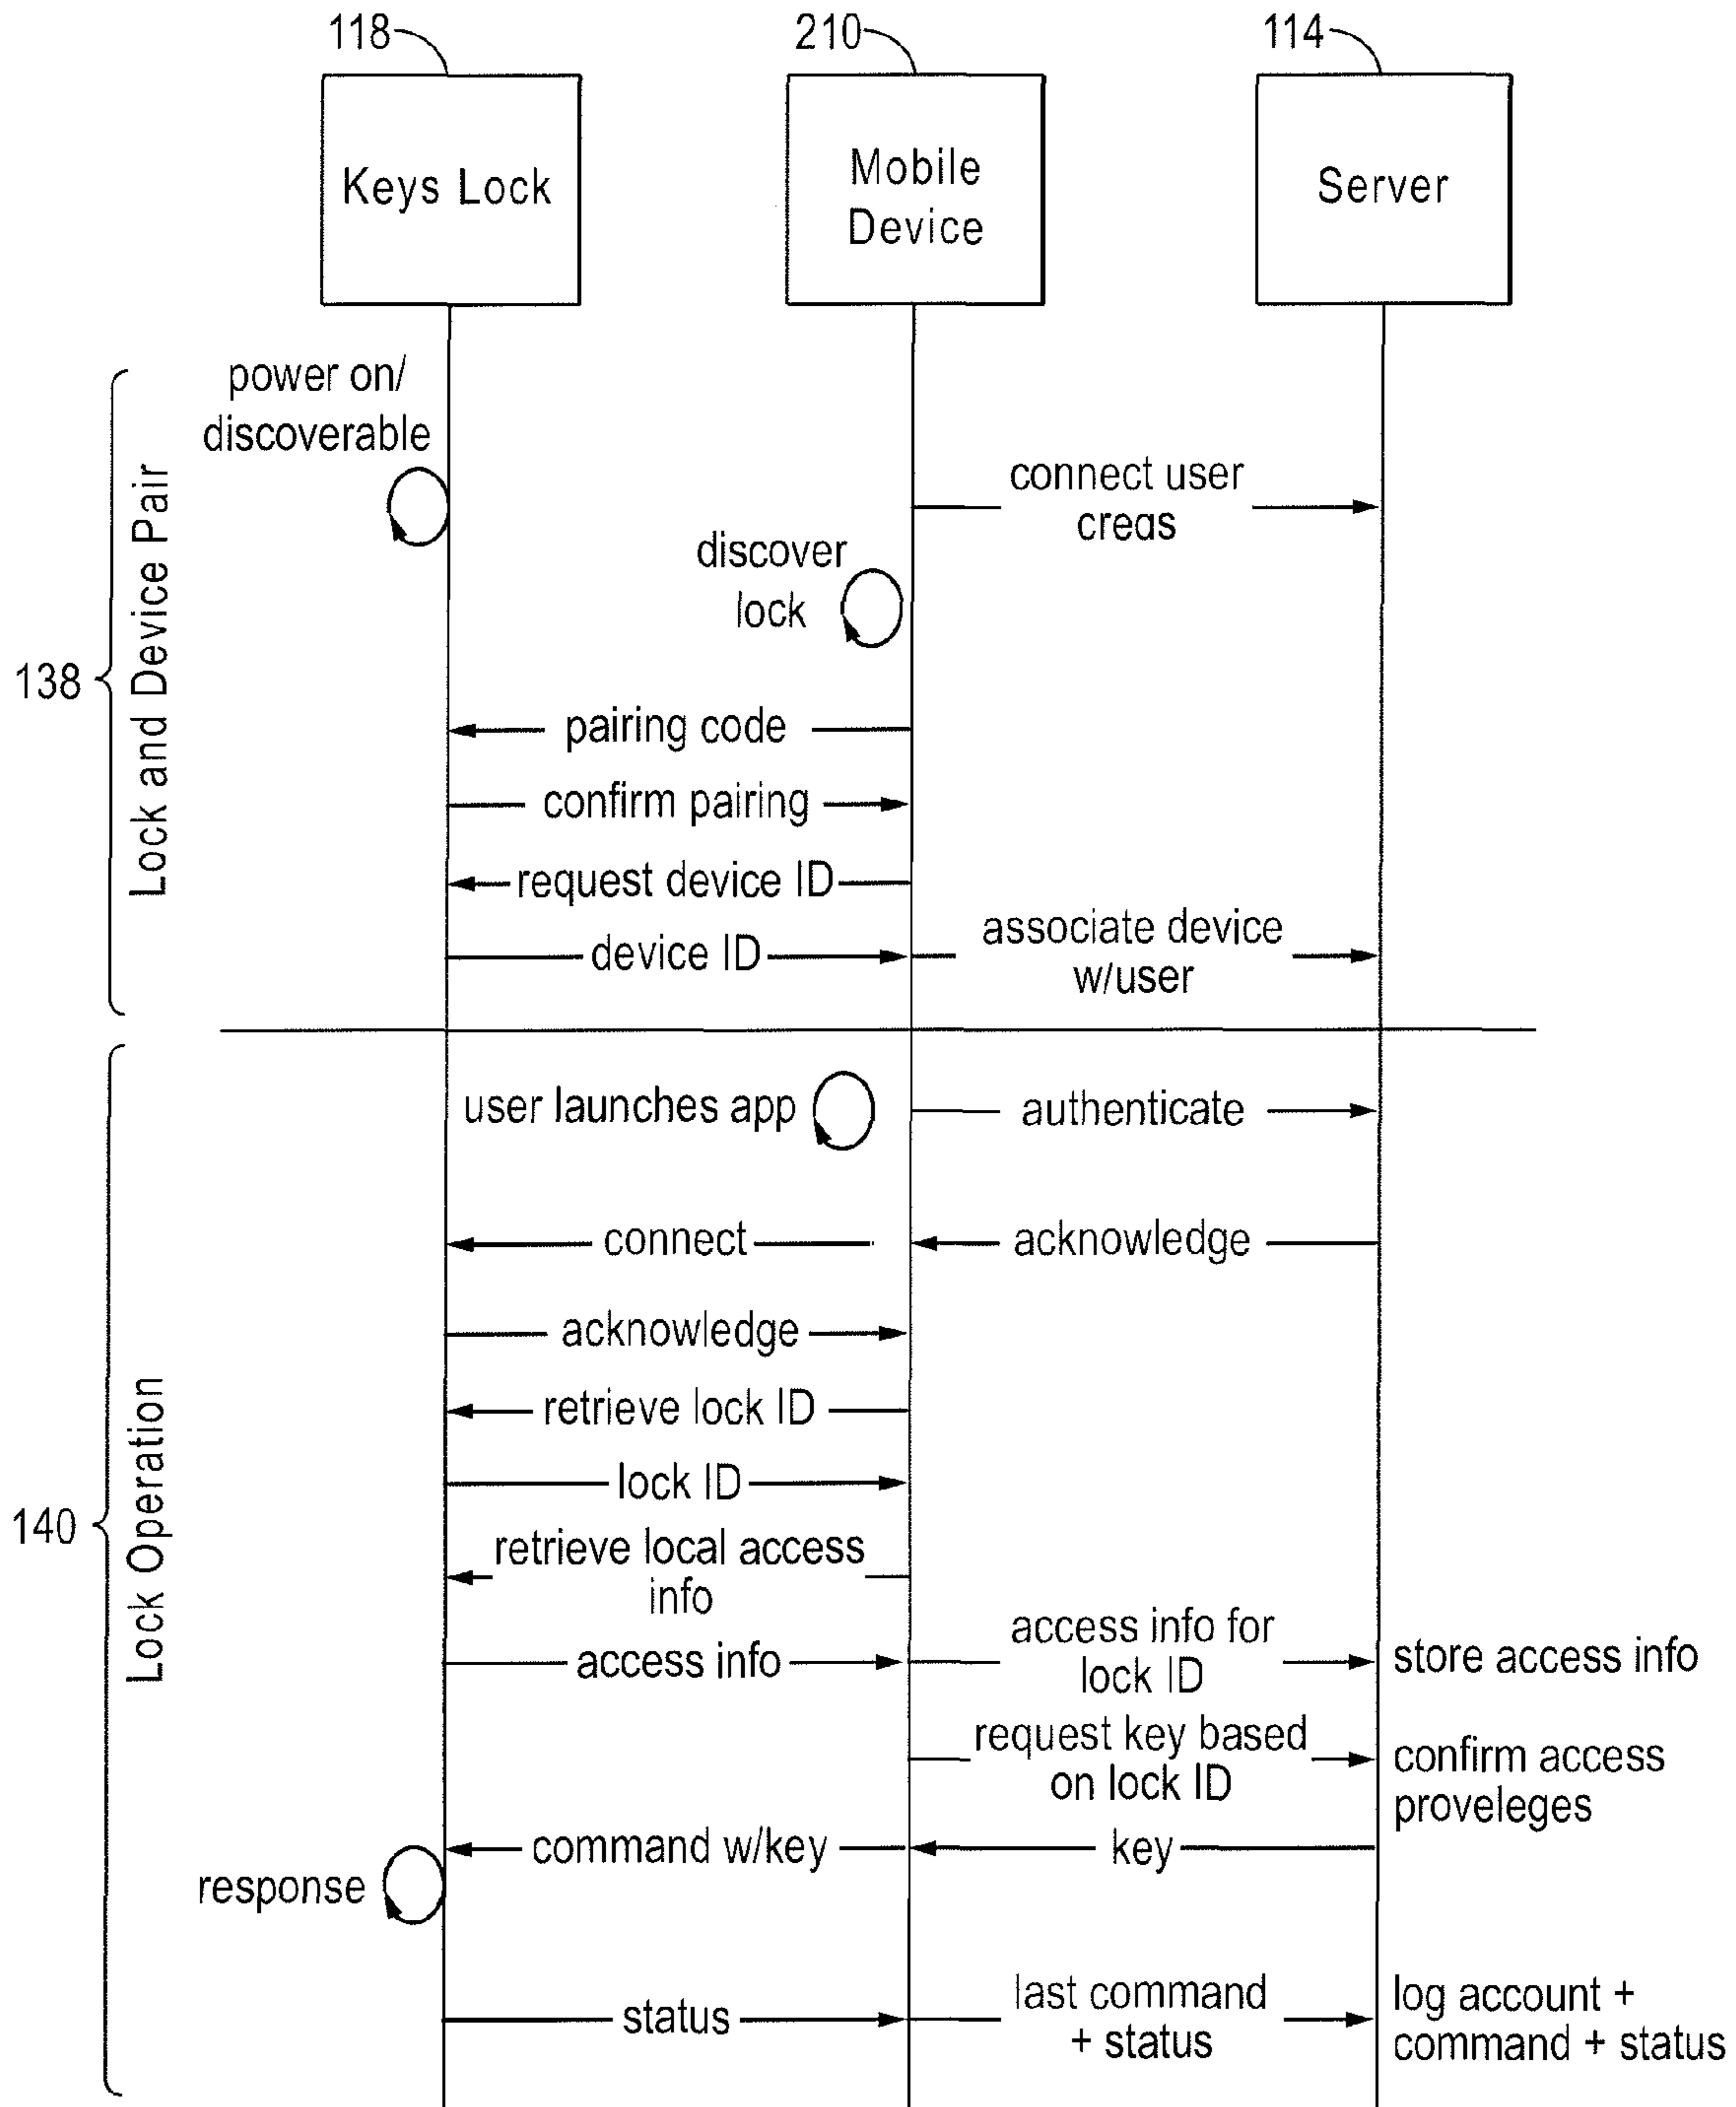 118
210
114
Keys Lock
Mobile
Device
Server
power on/
discoverable
connect user
creds
discover
lock
138
Lock and Device Pair
pairing code
confirm pairing
request device ID
device ID
associate device
w/user
user launches app
authenticate
connect
acknowledge
acknowledge
retrieve lock ID
lock ID
140
Lock Operation
retrieve local access
info
access info
access info for
lock ID
store access info
request key based
on lock ID
confirm access
proveleges
command w/key
key
response
status
last command
+ status
log account +
command + status